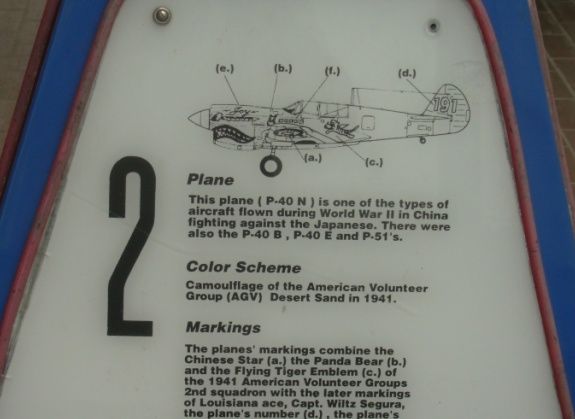 (e.) (b.) (f.) (d.)
191
(a.) (c.)
2
Plane
This plane ( P-40 N ) is one of the types of
aircraft flown during World War II in China
fighting against the Japanese. There were
also the P-40 B , P-40 E and P-51's.
Color Scheme
Camouflage of the American Volunteer
Group (AGV) Desert Sand in 1941.
Markings
The planes' markings combine the
Chinese Star (a.) the Panda Bear (b.)
and the Flying Tiger Emblem (c.) of
the 1941 American Volunteer Groups
2nd squadron with the later markings
of Louisiana ace, Capt. Wiltz Segura,
the plane's number (d.) , the plane's